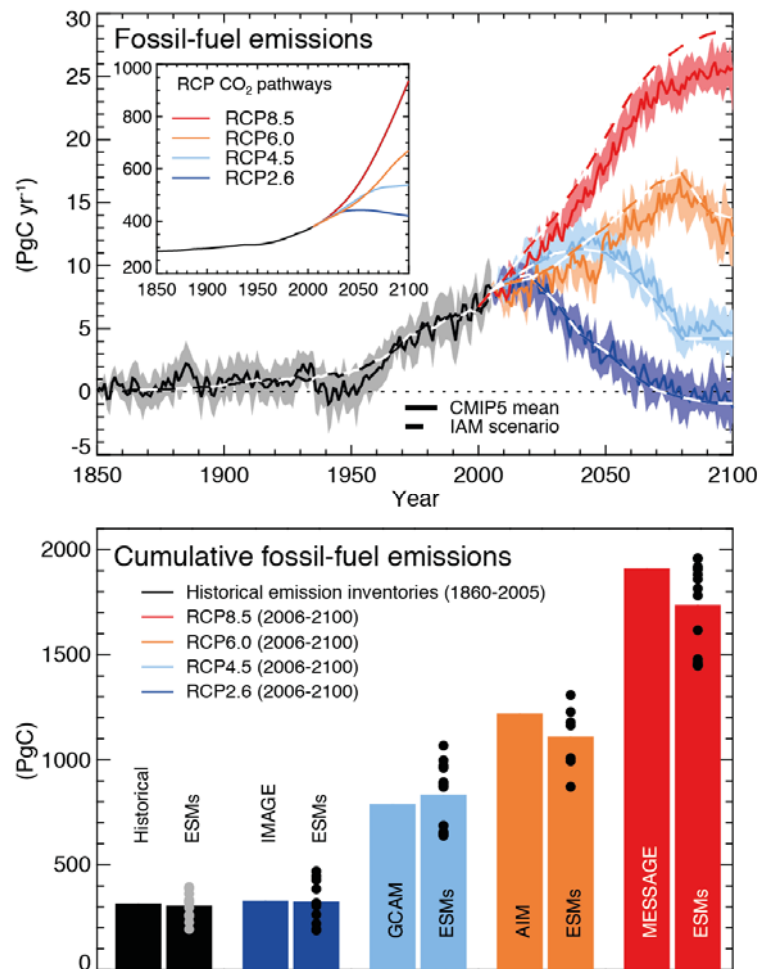 Fossil-fuel emissions
30
25
20
15
10
5
0
-5
(PgC yr⁻¹)
RCP CO₂ pathways
RCP8.5
RCP6.0
RCP4.5
RCP2.6
1000
800
600
400
200
1850 1900 1950 2000 2050 2100
CMIP5 mean
IAM scenario
1850 1900 1950 2000 2050 2100
Year
Cumulative fossil-fuel emissions
Historical emission inventories (1860-2005)
RCP8.5 (2006-2100)
RCP6.0 (2006-2100)
RCP4.5 (2006-2100)
RCP2.6 (2006-2100)
2000
1500
1000
500
0
(PgC)
Historical
ESMs
IMAGE
ESMs
GCAM
ESMs
AIM
ESMs
MESSAGE
ESMs